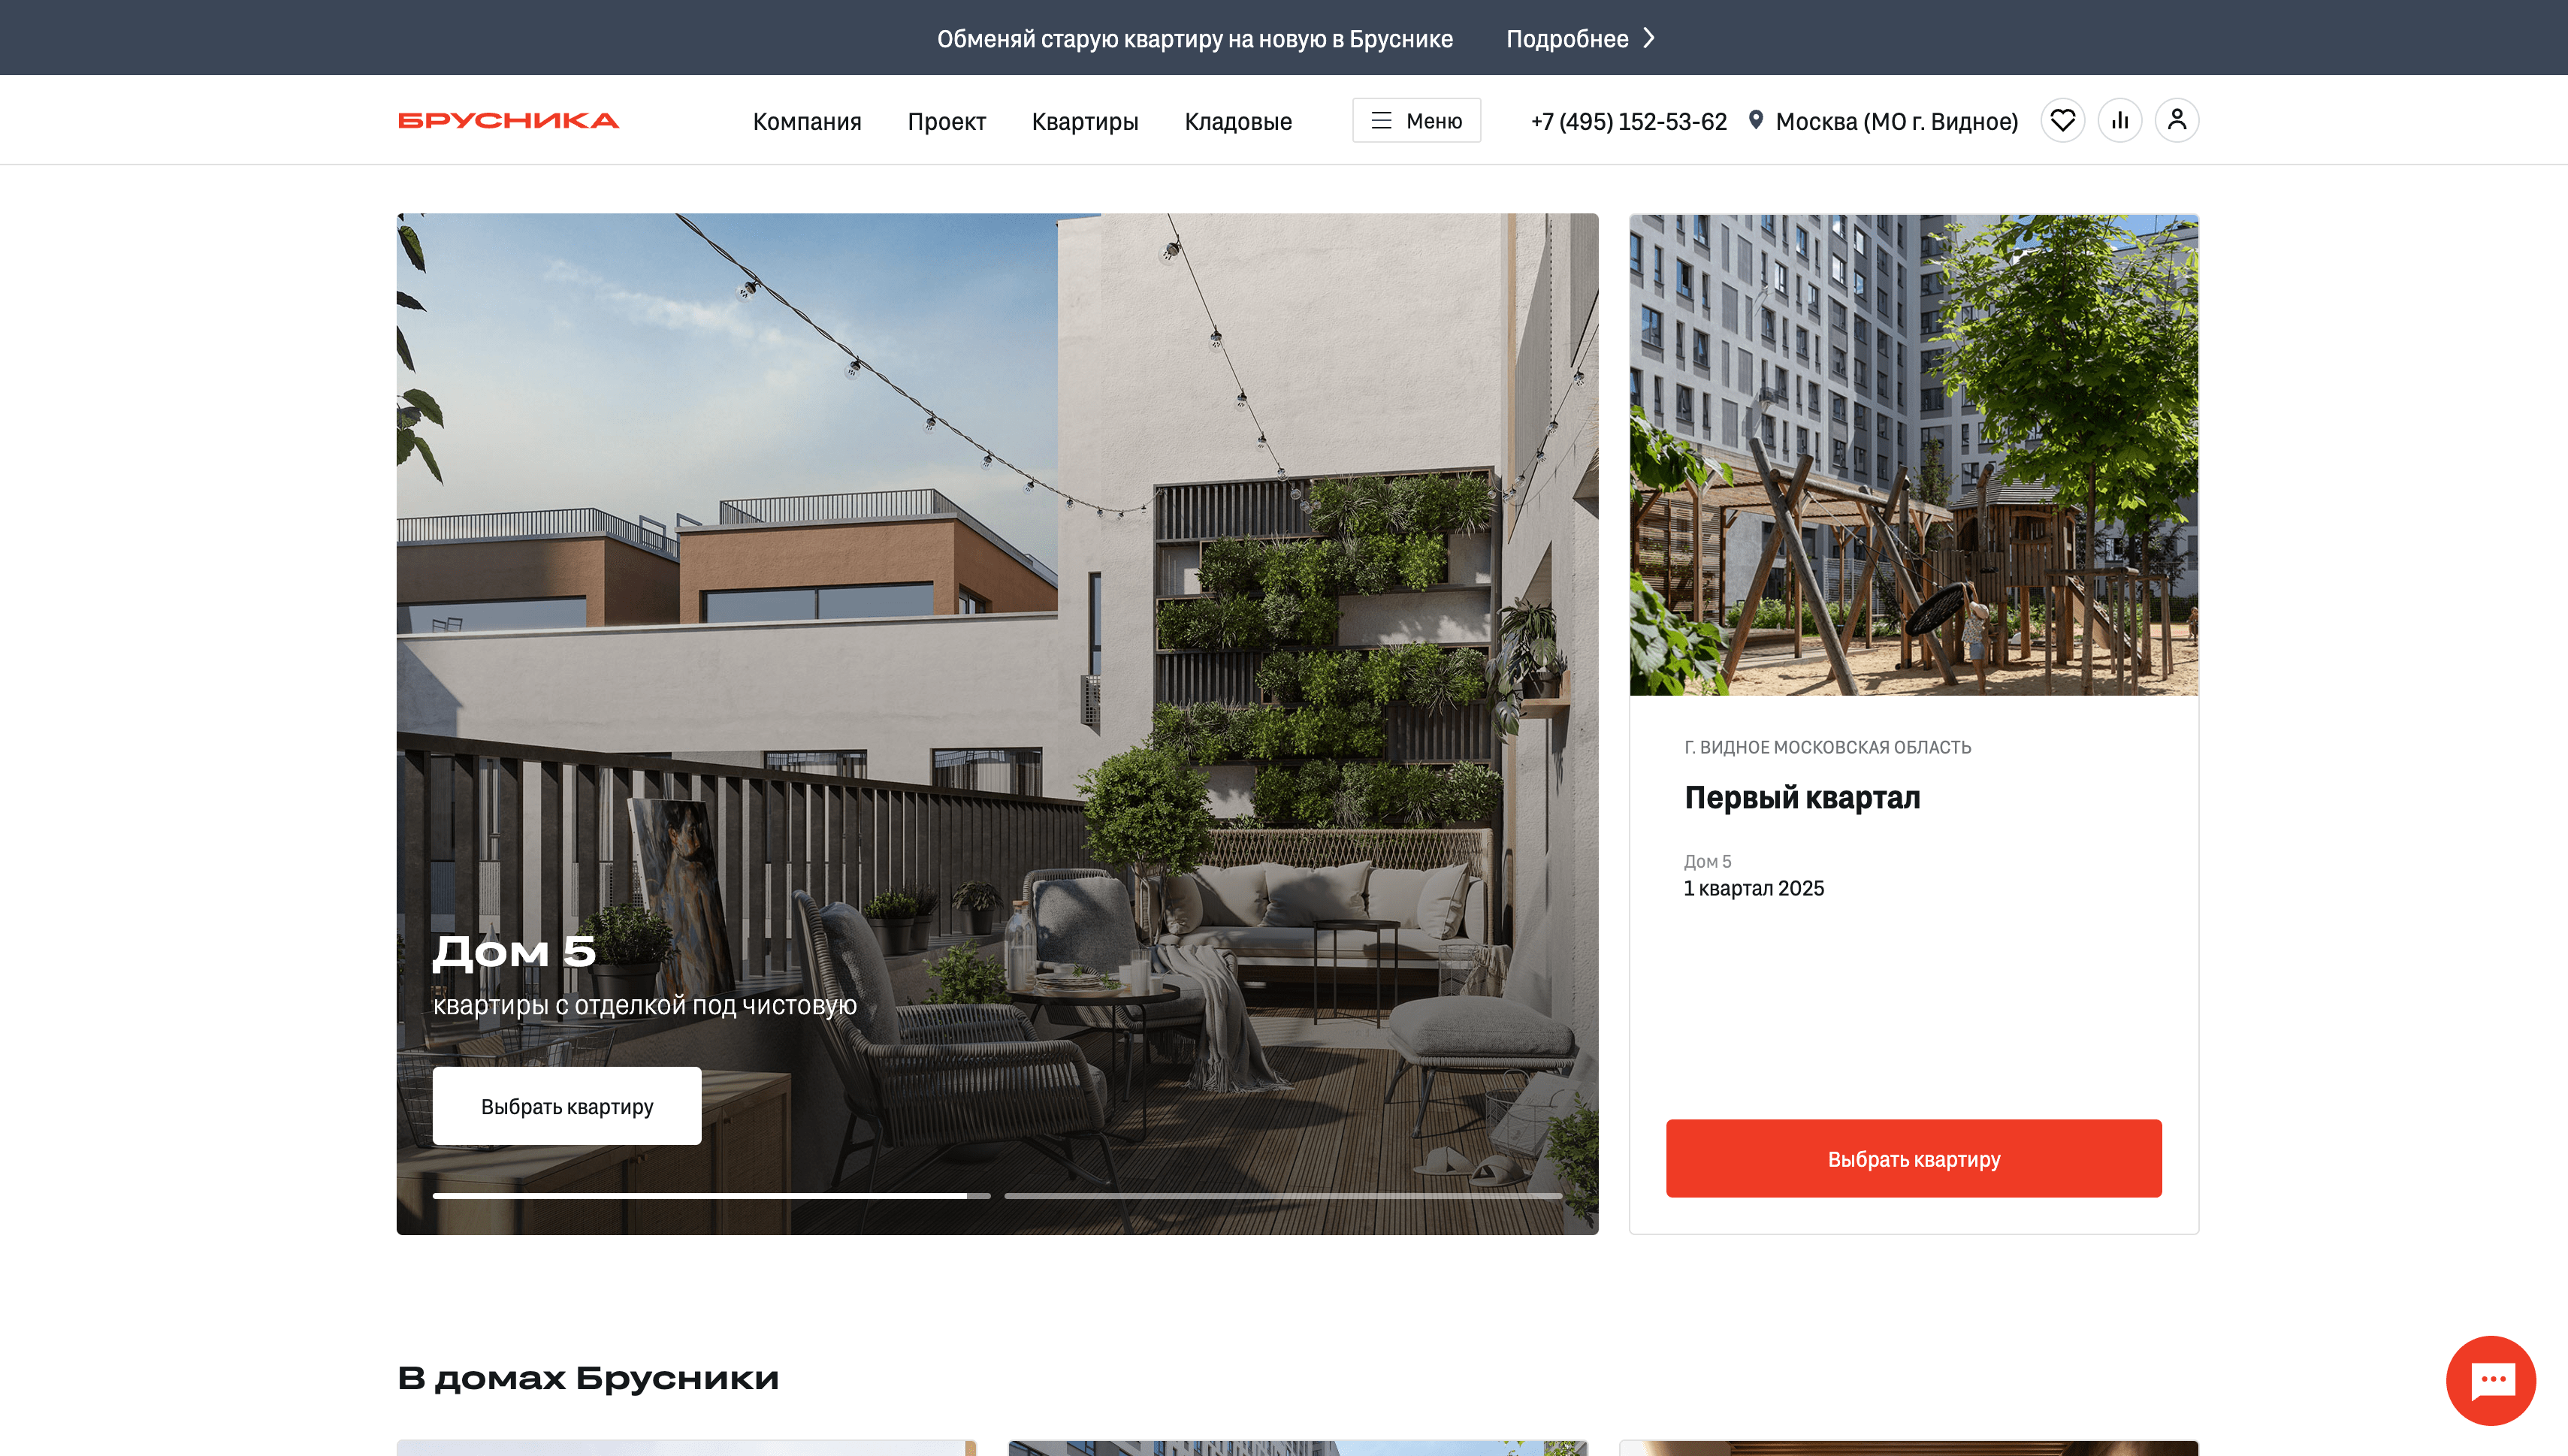 Обменяй старую квартиру на новую в Бруснике Подробнее
БРУСНИКА Компания Проект Квартиры Кладовые Меню +7 (495) 152-53-62 Москва (МО г. Видное)
Дом 5
квартиры с отделкой под чистовую
Выбрать квартиру
Г. ВИДНОЕ МОСКОВСКАЯ ОБЛАСТЬ
Первый квартал
Дом 5
1 квартал 2025
Выбрать квартиру
В домах Брусники